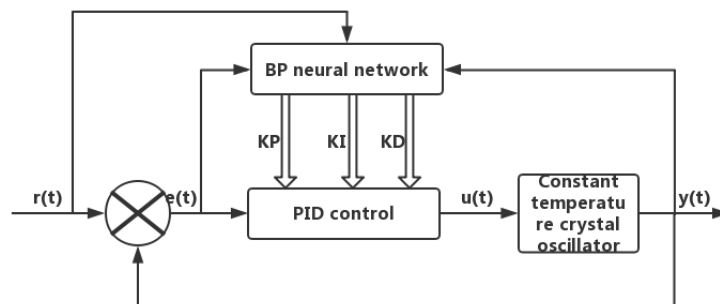 BP neural network
KP
KI
KD
r(t)
e(t)
PID control
u(t)
Constant
temperatu
re crystal
oscillator
y(t)